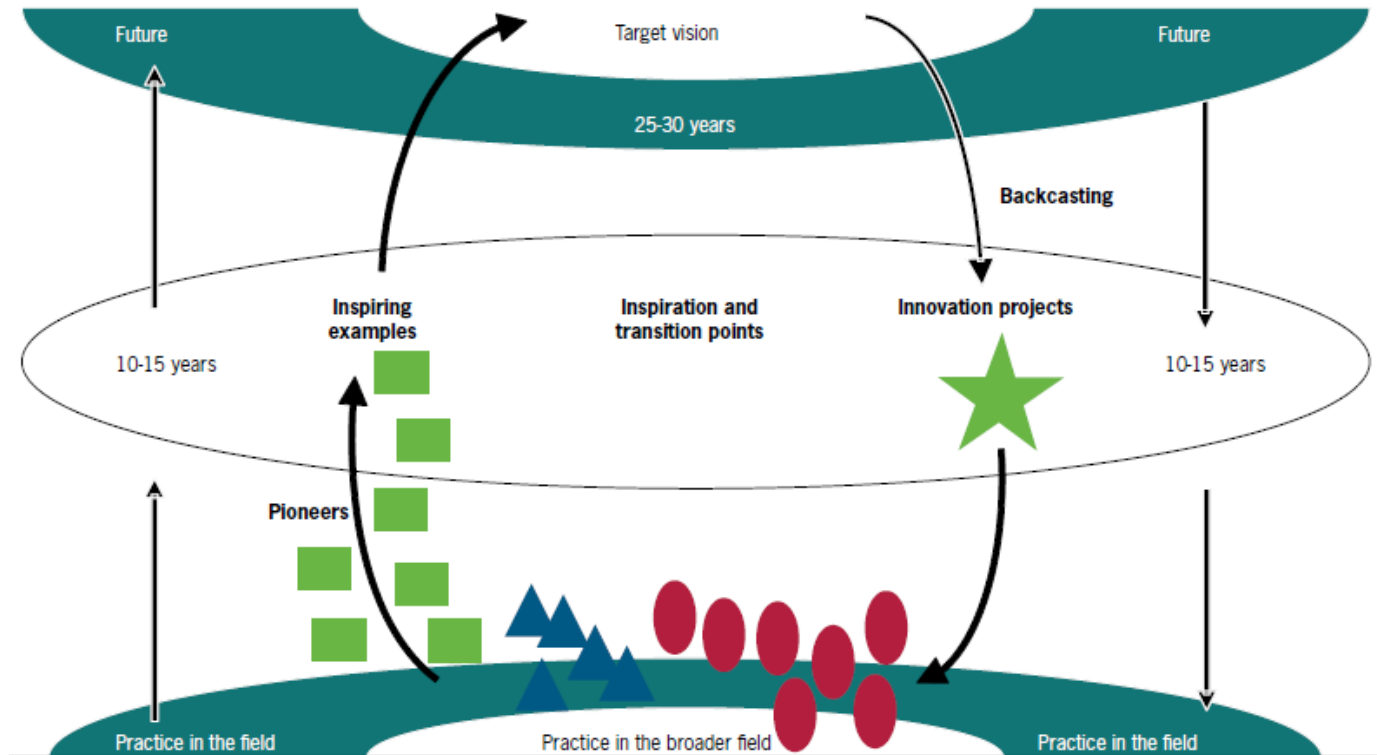 Future
Target vision
Future
25-30 years
Backcasting
Inspiring
examples
Inspiration and
transition points
Innovation projects
10-15 years
10-15 years
Pioneers
Practice in the field
Practice in the broader field
Practice in the field